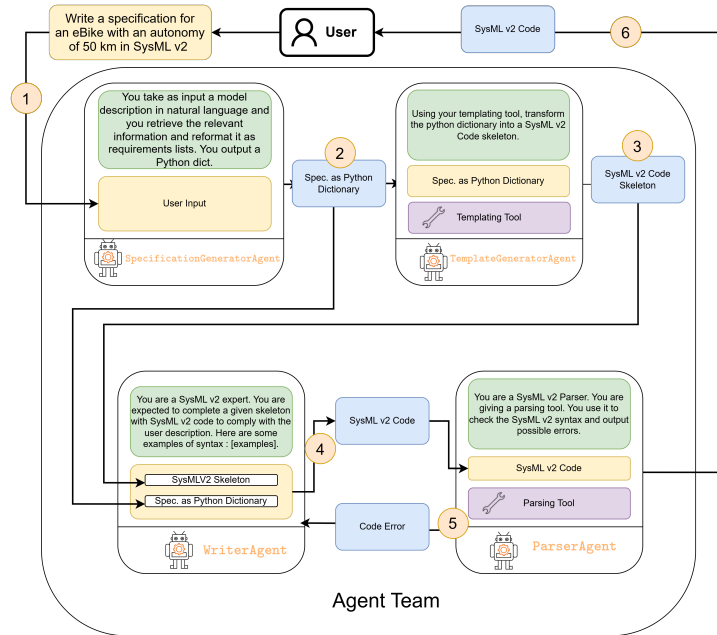 Write a specification for
an eBike with an autonomy
of 50 km in SysML v2
User
SysML v2 Code
6
1
You take as input a model
description in natural language and
you retrieve the relevant
information and reformat it as
requirements lists. You output a
Python dict.
User Input
SpecificationGeneratorAgent
2
Spec. as Python
Dictionary
Using your templating tool, transform
the python dictionary into a SysML v2
Code skeleton.
Spec. as Python Dictionary
Templating Tool
TemplateGeneratorAgent
3
SysML v2 Code
Skeleton
You are a SysML v2 expert. You are
expected to complete a given skeleton
with SysML v2 code to comply with the
user description. Here are some
examples of syntax : [examples].
SysMLV2 Skeleton
Spec. as Python Dictionary
WriterAgent
4
SysML v2 Code
Code Error
5
You are a SysML v2 Parser. You are
giving a parsing tool. You use it to
check the SysML v2 syntax and output
possible errors.
SysML v2 Code
Parsing Tool
ParserAgent
Agent Team